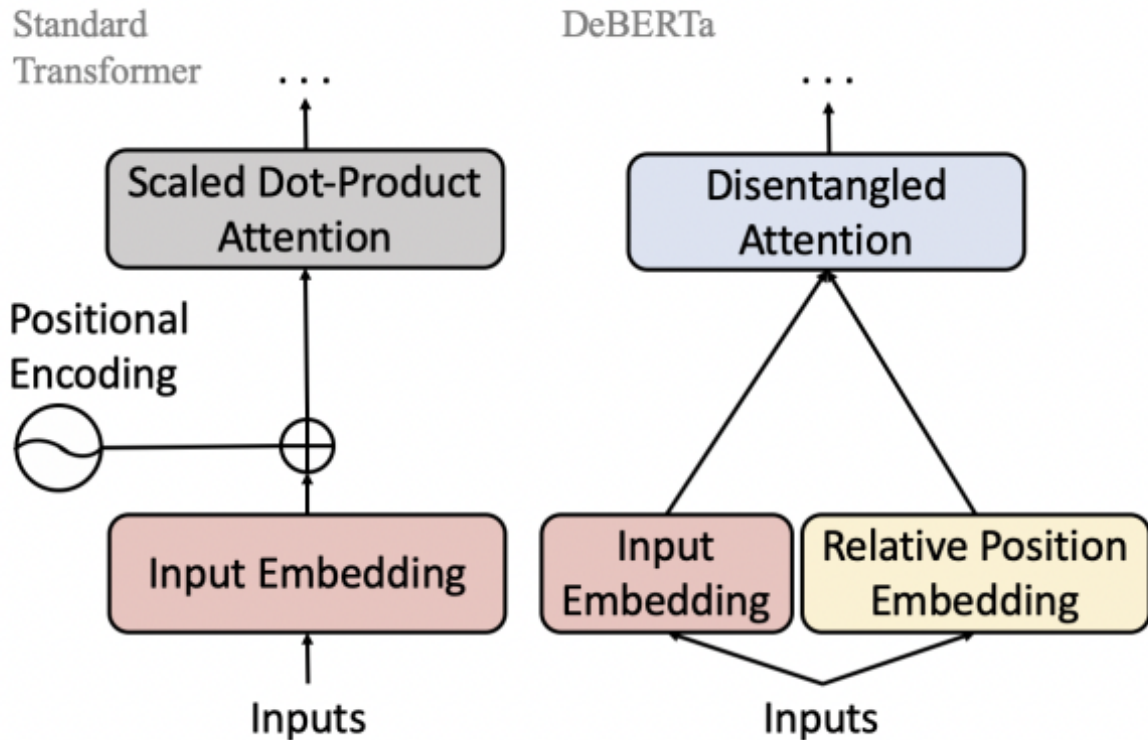 Standard
Transformer
...
Scaled Dot-Product
Attention
Positional
Encoding
Input Embedding
Inputs
DeBERTa
...
Disentangled
Attention
Input
Embedding
Relative Position
Embedding
Inputs